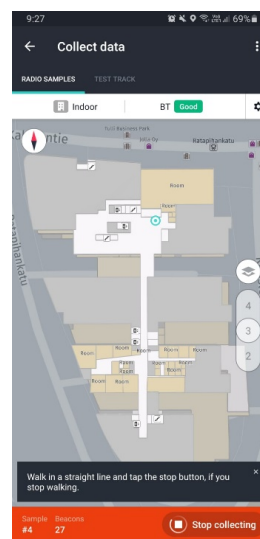 9:27
69%
Collect data
RADIO SAMPLES
TEST TRACK
Indoor
BT
Good
Ratapihankatu
Room
Room
Ratapihankatu
4
3
2
Room
Room
Room
Room
Room
Room
Room
Room
Walk in a straight line and tap the stop button, if you
stop walking.
Sample
Beacons
#4
27
Stop collecting